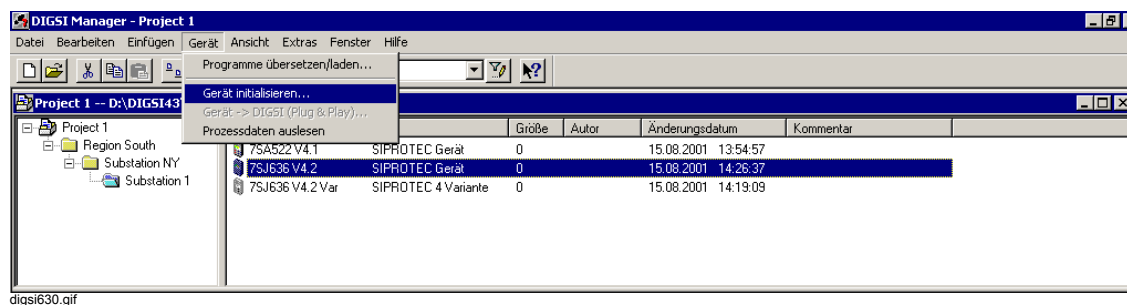 DIGSI Manager - Project 1
Datei Bearbeiten Einfügen Gerät Ansicht Extras Fenster Hilfe
Programme übersetzen/laden...
Gerät initialisieren...
Gerät -> DIGSI (Plug & Play)...
Prozessdaten auslesen
Project 1 -- D:\DIGSI43\
Größe Autor Änderungsdatum Kommentar
Project 1
Region South
Substation NY
Substation 1
7SA522 V4.1 SIPROTEC Gerät 0 15.08.2001 13:54:57
7SJ636 V4.2 SIPROTEC Gerät 0 15.08.2001 14:26:37
7SJ636 V4.2 Var SIPROTEC 4 Variante 0 15.08.2001 14:19:09
digsi630.gif